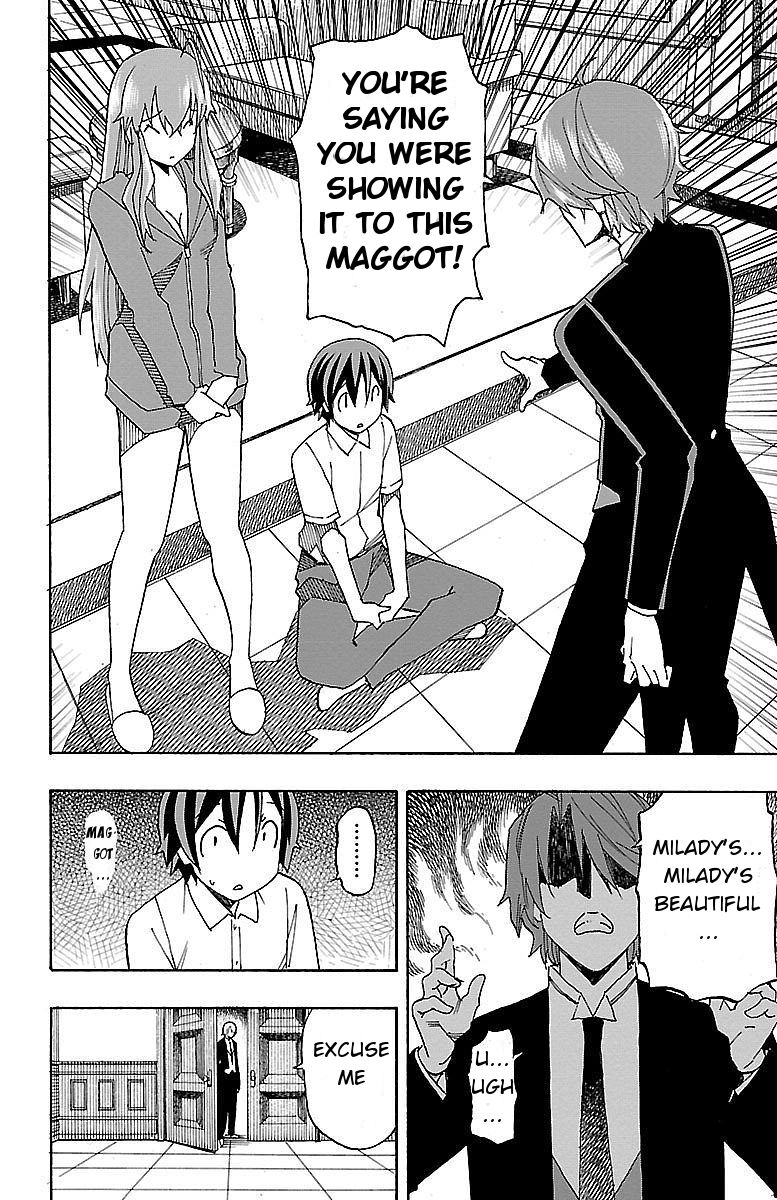 YOU'RE
SAYING
YOU WERE
SHOWING
IT TO THIS
MAGGOT!
MILADY'S...
MILADY'S
BEAUTIFUL
...
U...
UGH
...
.........
MAG-
GOT
...
EXCUSE
ME